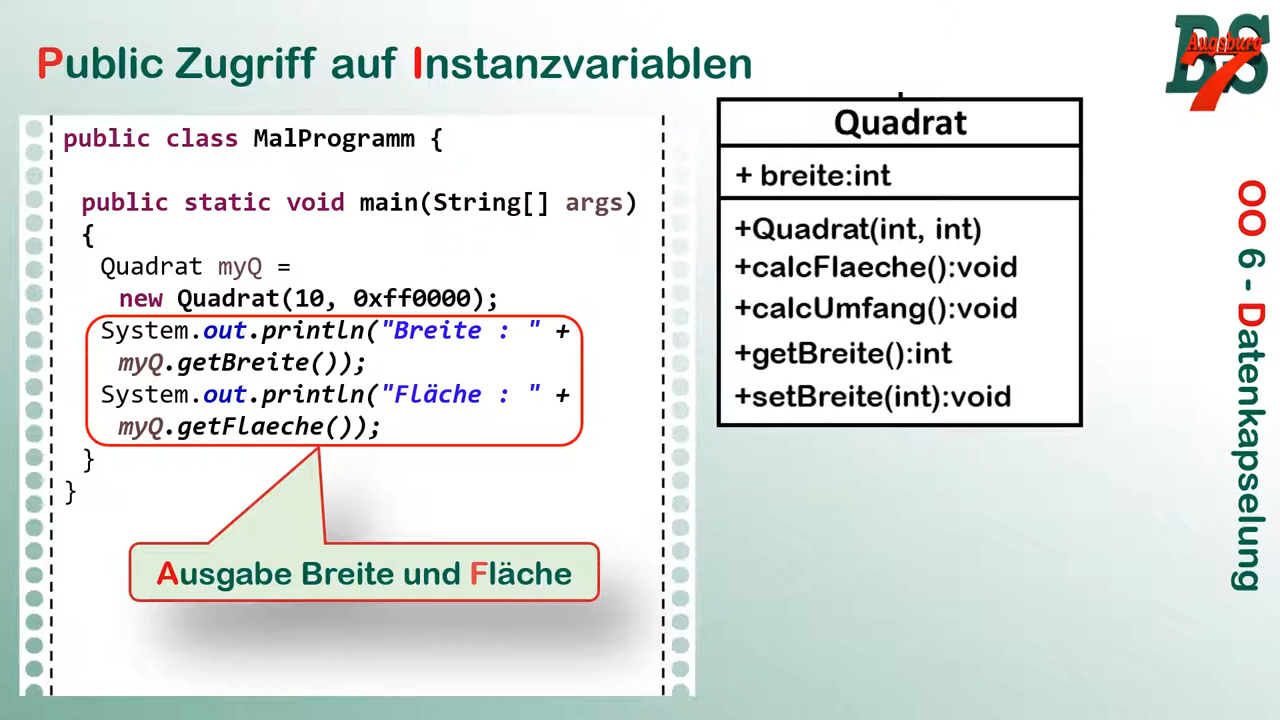 Public Zugriff auf Instanzvariablen
BS
Augsburg
7
public class MalProgramm {
public static void main(String[] args)
{
Quadrat myQ =
new Quadrat(10, 0xff0000);
System.out.println("Breite : " +
myQ.getBreite());
System.out.println("Fläche : " +
myQ.getFlaeche());
}
}
Ausgabe Breite und Fläche
Quadrat
+ breite:int
+Quadrat(int, int)
+calcFlaeche():void
+calcUmfang():void
+getBreite():int
+setBreite(int):void
OO 6 - Datenkapselung